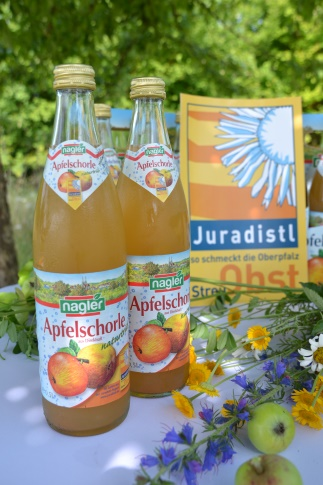 nagler
Apfelschorle
nagler
Apfelschorle
nagler
Apfelschorle
naturtrüb
nagler
Apfelschorle
Juradistl
so schmeckt die Oberpfalz
Obst